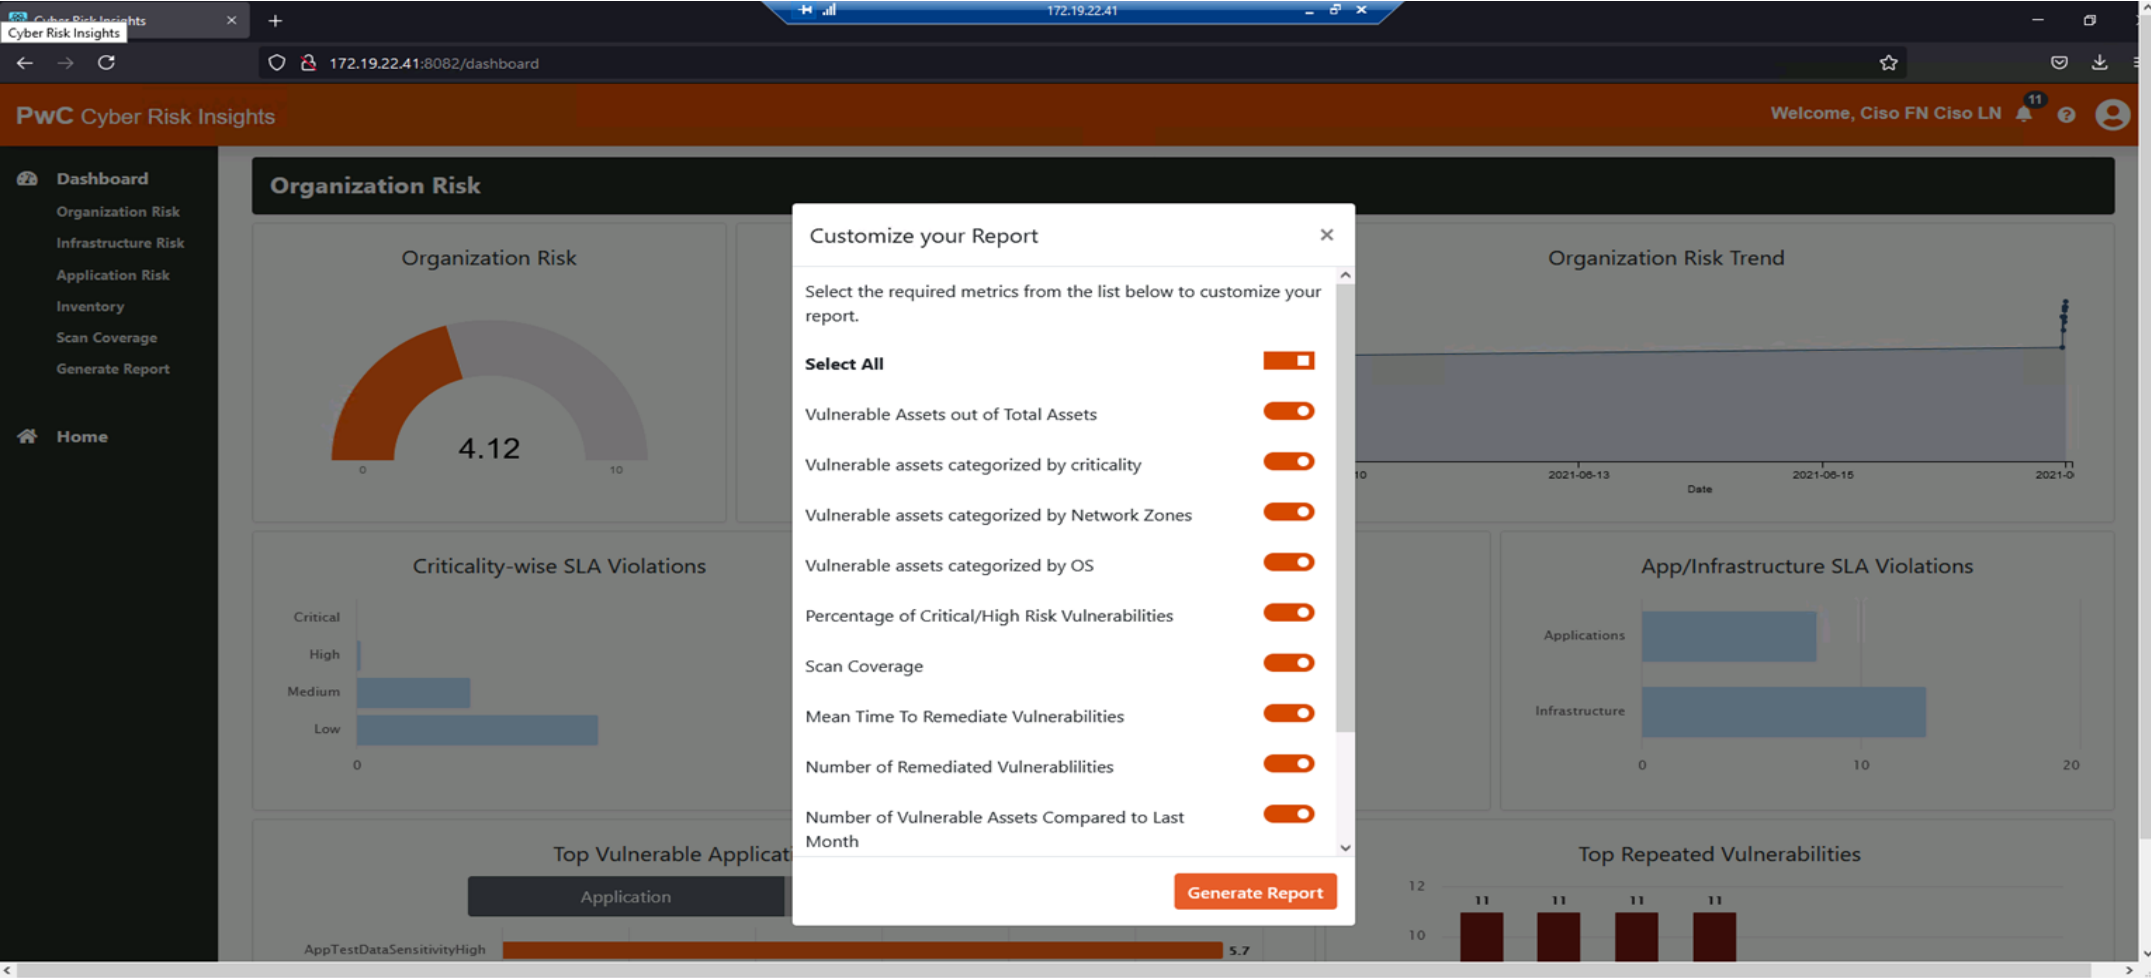 Cyber Risk Insights
Cyber Risk Insights
172.19.22.41
172.19.22.41:8082/dashboard
PwC Cyber Risk Insights
Welcome, Ciso FN Ciso LN
11
Dashboard
Organization Risk
Infrastructure Risk
Application Risk
Inventory
Scan Coverage
Generate Report
Home
Organization Risk
Organization Risk
4.12
0
10
Customize your Report
Select the required metrics from the list below to customize your
report.
Select All
Vulnerable Assets out of Total Assets
Vulnerable assets categorized by criticality
Vulnerable assets categorized by Network Zones
Vulnerable assets categorized by OS
Percentage of Critical/High Risk Vulnerabilities
Scan Coverage
Mean Time To Remediate Vulnerabilities
Number of Remediated Vulnerablilities
Number of Vulnerable Assets Compared to Last
Month
Generate Report
Organization Risk Trend
10
2021-06-13
2021-06-15
2021-0
Date
Criticality-wise SLA Violations
Critical
High
Medium
Low
0
App/Infrastructure SLA Violations
Applications
Infrastructure
0
10
20
Top Vulnerable Applicati
Application
AppTestDataSensitivityHigh
5.7
Top Repeated Vulnerabilities
12
11
11
11
11
10